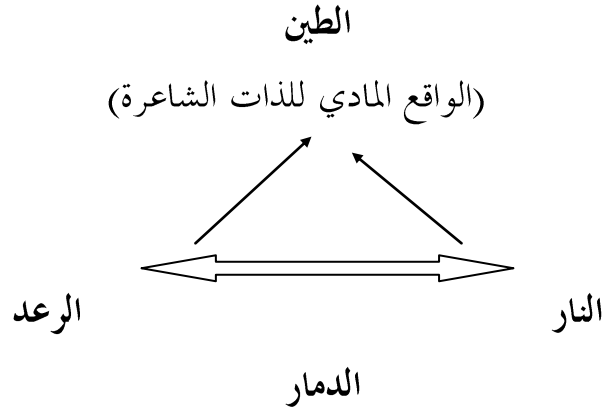 الطين
(الواقع المادي للذات الشاعرة)
النار
الرعد
الدمار